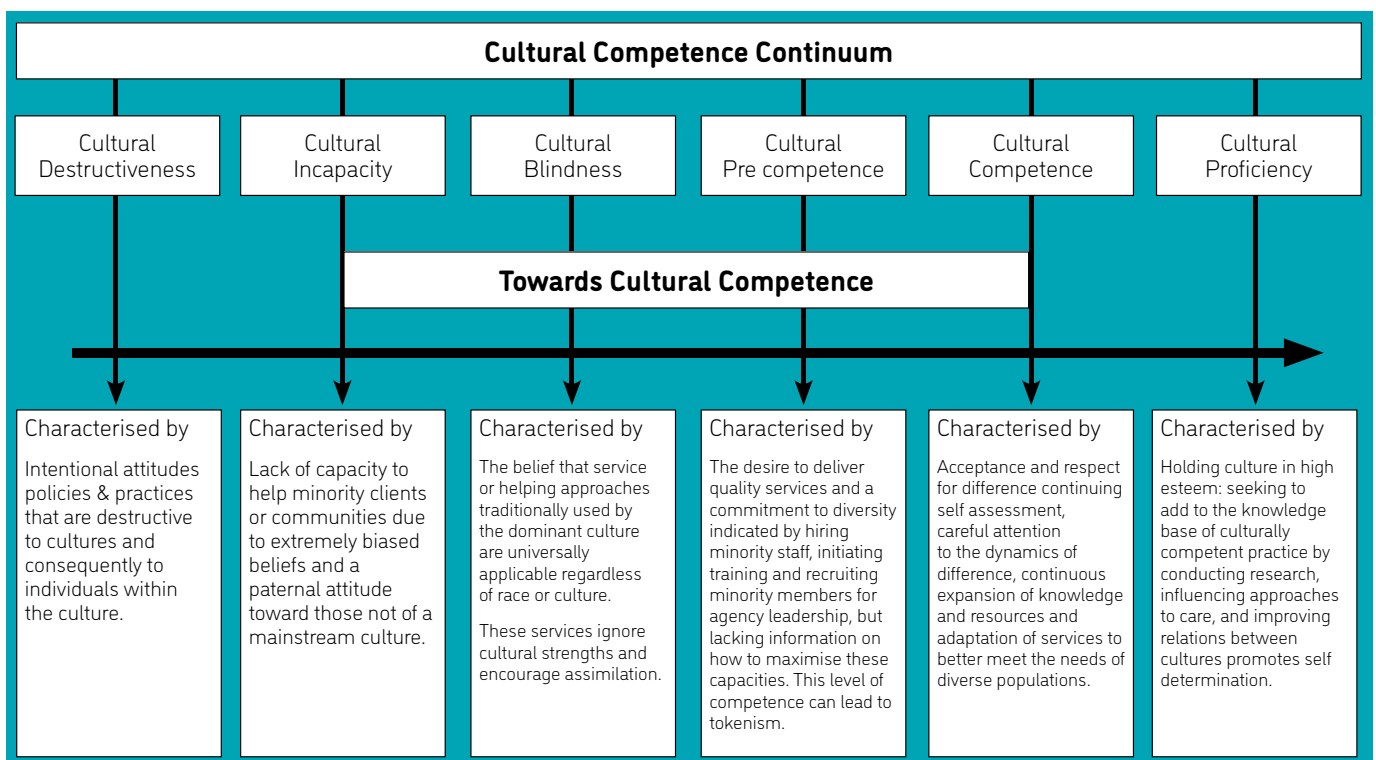 Cultural Competence Continuum
Cultural
Destructiveness
Cultural
Incapacity
Cultural
Blindness
Cultural
Pre competence
Cultural
Competence
Cultural
Proficiency
Towards Cultural Competence
Characterised by
Intentional attitudes
policies & practices
that are destructive
to cultures and
consequently to
individuals within
the culture.
Characterised by
Lack of capacity to
help minority clients
or communities due
to extremely biased
beliefs and a
paternal attitude
toward those not of a
mainstream culture.
Characterised by
The belief that service
or helping approaches
traditionally used by
the dominant culture
are universally
applicable regardless
of race or culture.
These services ignore
cultural strengths and
encourage assimilation.
Characterised by
The desire to deliver
quality services and a
commitment to diversity
indicated by hiring
minority staff, initiating
training and recruiting
minority members for
agency leadership, but
lacking information on
how to maximise these
capacities. This level of
competence can lead to
tokenism.
Characterised by
Acceptance and respect
for difference continuing
self assessment,
careful attention
to the dynamics of
difference, continuous
expansion of knowledge
and resources and
adaptation of services to
better meet the needs of
diverse populations.
Characterised by
Holding culture in high
esteem: seeking to
add to the knowledge
base of culturally
competent practice by
conducting research,
influencing approaches
to care, and improving
relations between
cultures promotes self
determination.